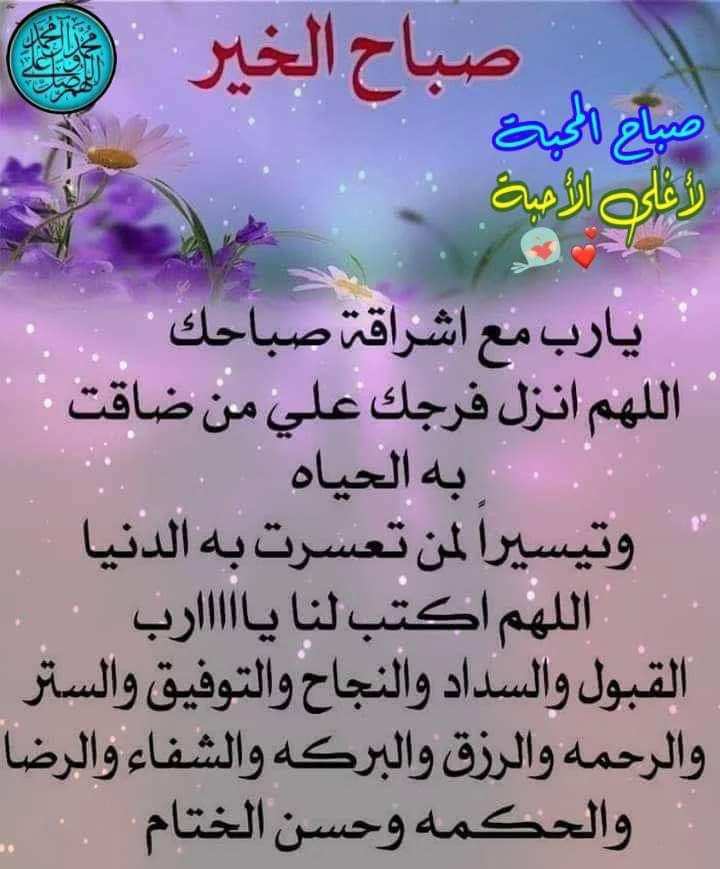 صباح الخير
صباح المحبة
لأغلى الأحبة
يارب مع اشراقة صباحك
اللهم انزل فرجك علي من ضاقت
به الحياه
وتيسيراً لمن تعسرت به الدنيا
اللهم اكتب لنا ياااااارب
القبول والسداد والنجاح والتوفيق والستر
والرحمه والرزق والبركه والشفاء والرضا
والحكمه وحسن الختام